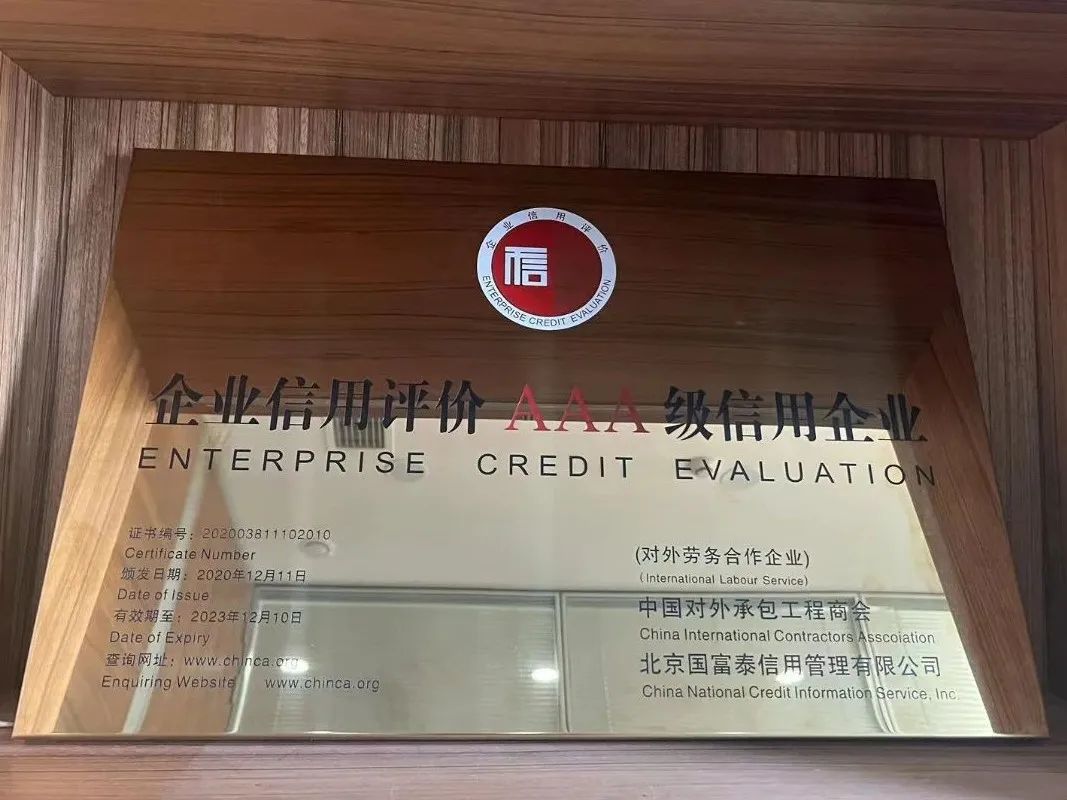 企业信用评价
信
ENTERPRISE CREDIT EVALUATION
企业信用评价 AAA 级信用企业
ENTERPRISE CREDIT EVALUATION
证书编号：202003811102010
Certificate Number
颁发日期：2020年12月11日
Date of Issue
有效期至：2023年12月10日
Date of Expiry
查询网址：www.chinca.org
Enquiring Website www.chinca.org
(对外劳务合作企业)
(International Labour Service)
中国对外承包工程商会
China International Contractors Asscoiation
北京国富泰信用管理有限公司
China National Credit Information Service, Inc.